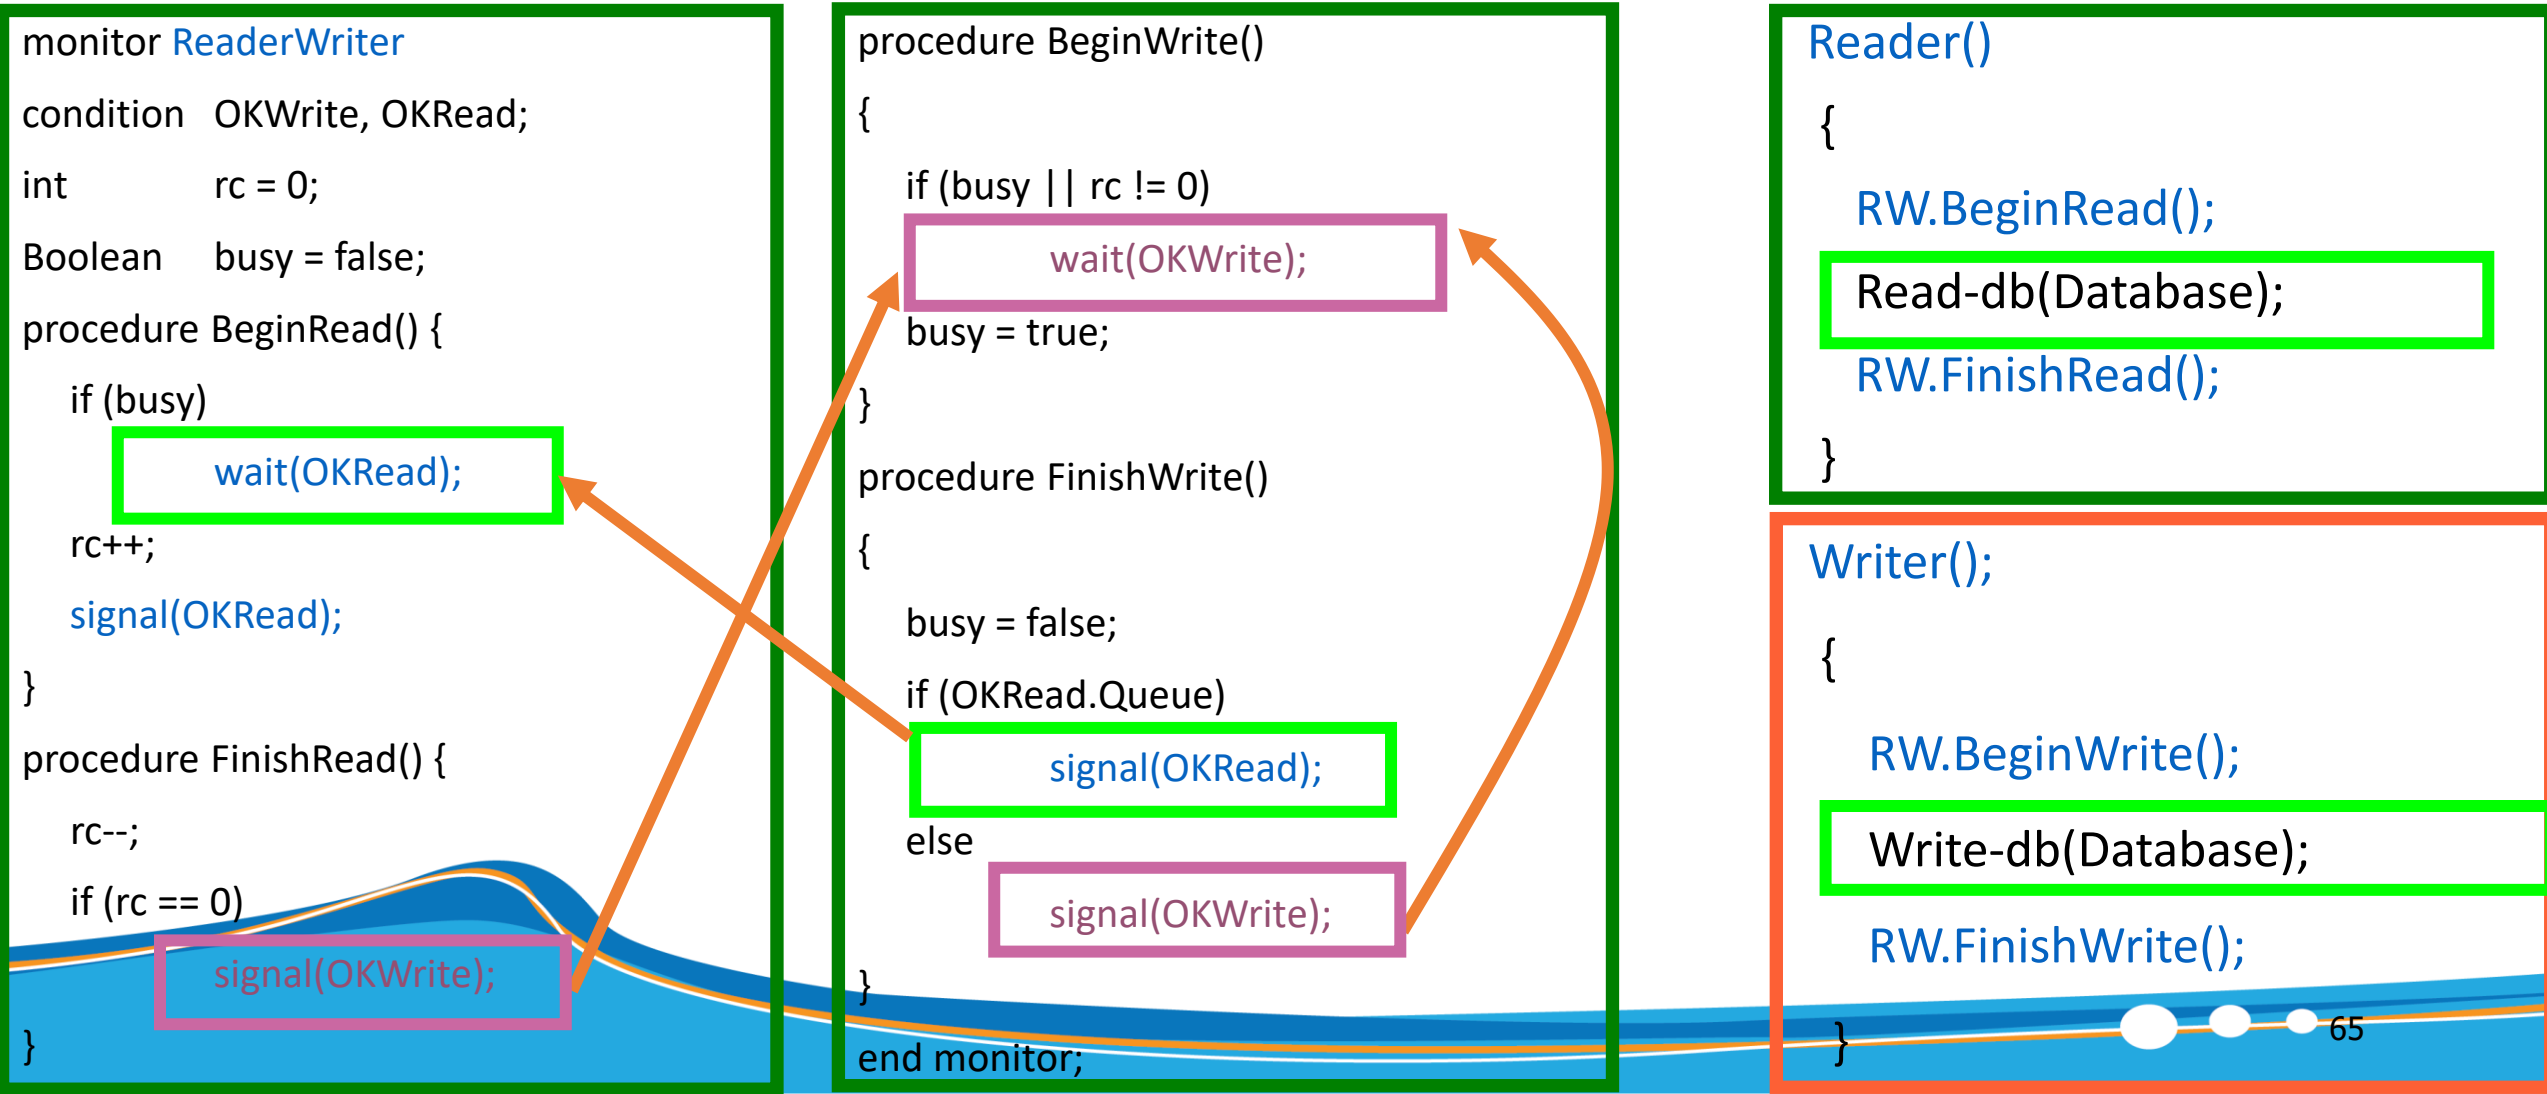 monitor ReaderWriter
condition OKWrite, OKRead;
int rc = 0;
Boolean busy = false;
procedure BeginRead() {
if (busy)
wait(OKRead);
rc++;
signal(OKRead);
}
procedure FinishRead() {
rc--;
if (rc == 0)
signal(OKWrite);
}
procedure BeginWrite()
{
if (busy || rc != 0)
wait(OKWrite);
busy = true;
}
procedure FinishWrite()
{
busy = false;
if (OKRead.Queue)
signal(OKRead);
else
signal(OKWrite);
}
end monitor;
Reader()
{
RW.BeginRead();
Read-db(Database);
RW.FinishRead();
}
Writer();
{
RW.BeginWrite();
Write-db(Database);
RW.FinishWrite();
}
65